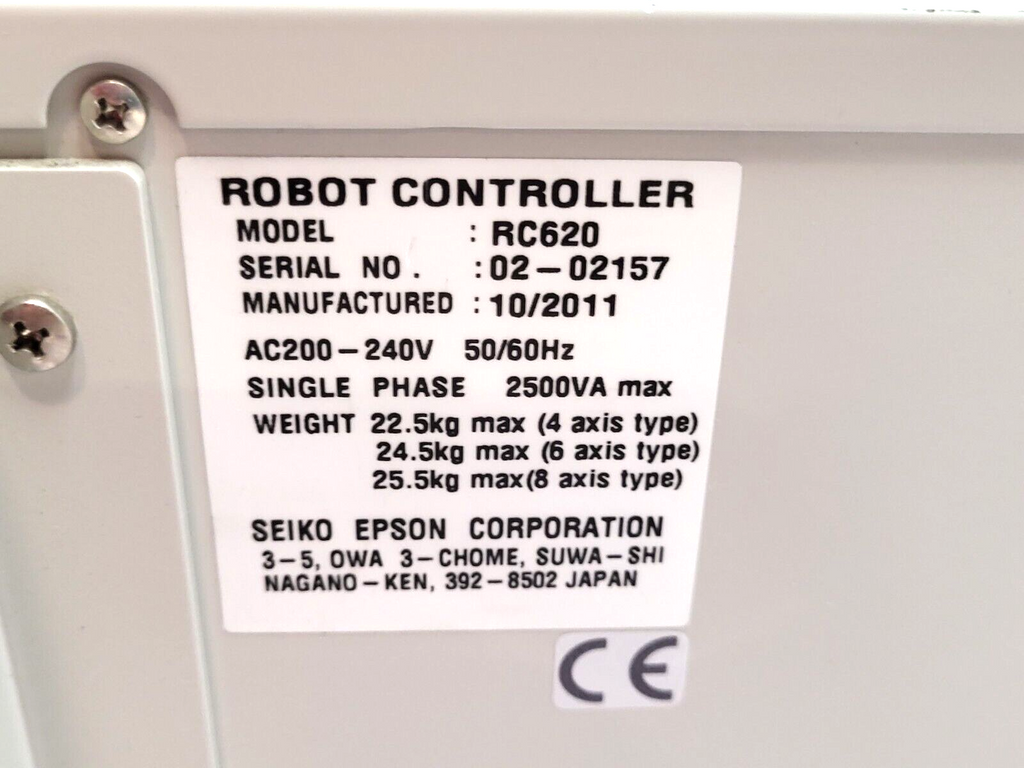 ROBOT CONTROLLER
MODEL : RC620
SERIAL NO. : 02-02157
MANUFACTURED : 10/2011
AC200-240V 50/60Hz
SINGLE PHASE 2500VA max
WEIGHT 22.5kg max (4 axis type)
24.5kg max (6 axis type)
25.5kg max(8 axis type)
SEIKO EPSON CORPORATION
3-5, OWA 3-CHOME, SUWA-SHI
NAGANO-KEN, 392-8502 JAPAN
CE